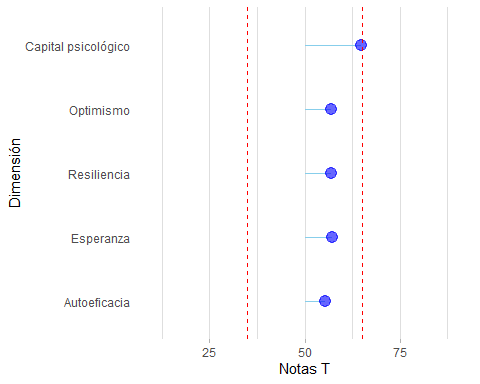 Capital psicológico
Optimismo
Resiliencia
Esperanza
Autoeficacia
Dimensión
25
50
75
Notas T